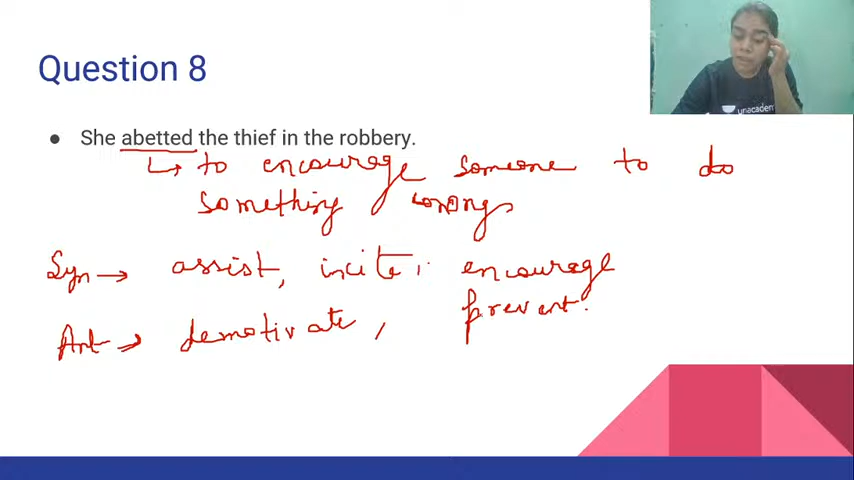 unacademy
Question 8
● She abetted the thief in the robbery.
↳ to encourage someone to do
something wrong.
Syn → assist, incite, encourage
Ant → demotivate, prevent.